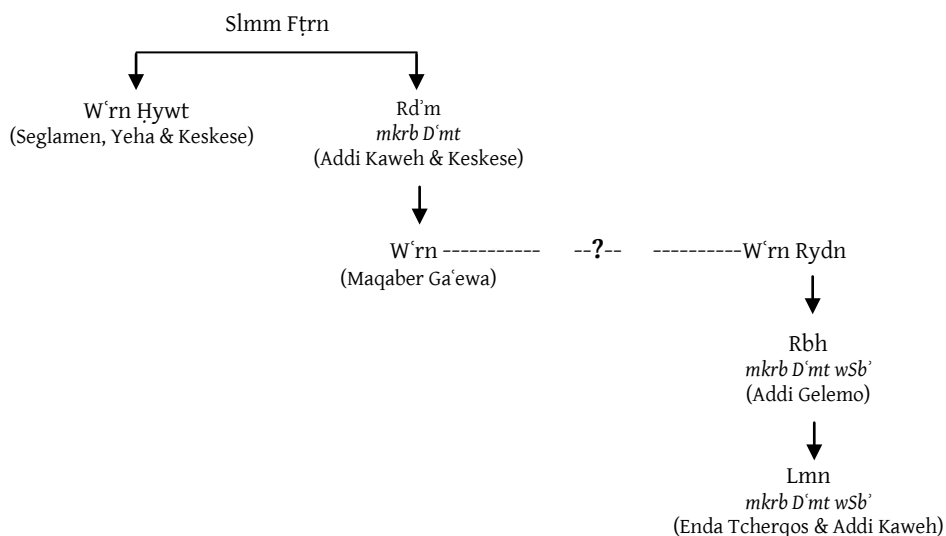 Slmm Fṭrn
Wʿrn Ḥywt
(Seglamen, Yeha & Keskese)
Rdʾm
mkrb Dʿmt
(Addi Kaweh & Keskese)
Wʿrn ----------- --?-- ----------Wʿrn Rydn
(Maqaber Gaʿewa)
Rbh
mkrb Dʿmt wSbʾ
(Addi Gelemo)
Lmn
mkrb Dʿmt wSbʾ
(Enda Tcherqos & Addi Kaweh)